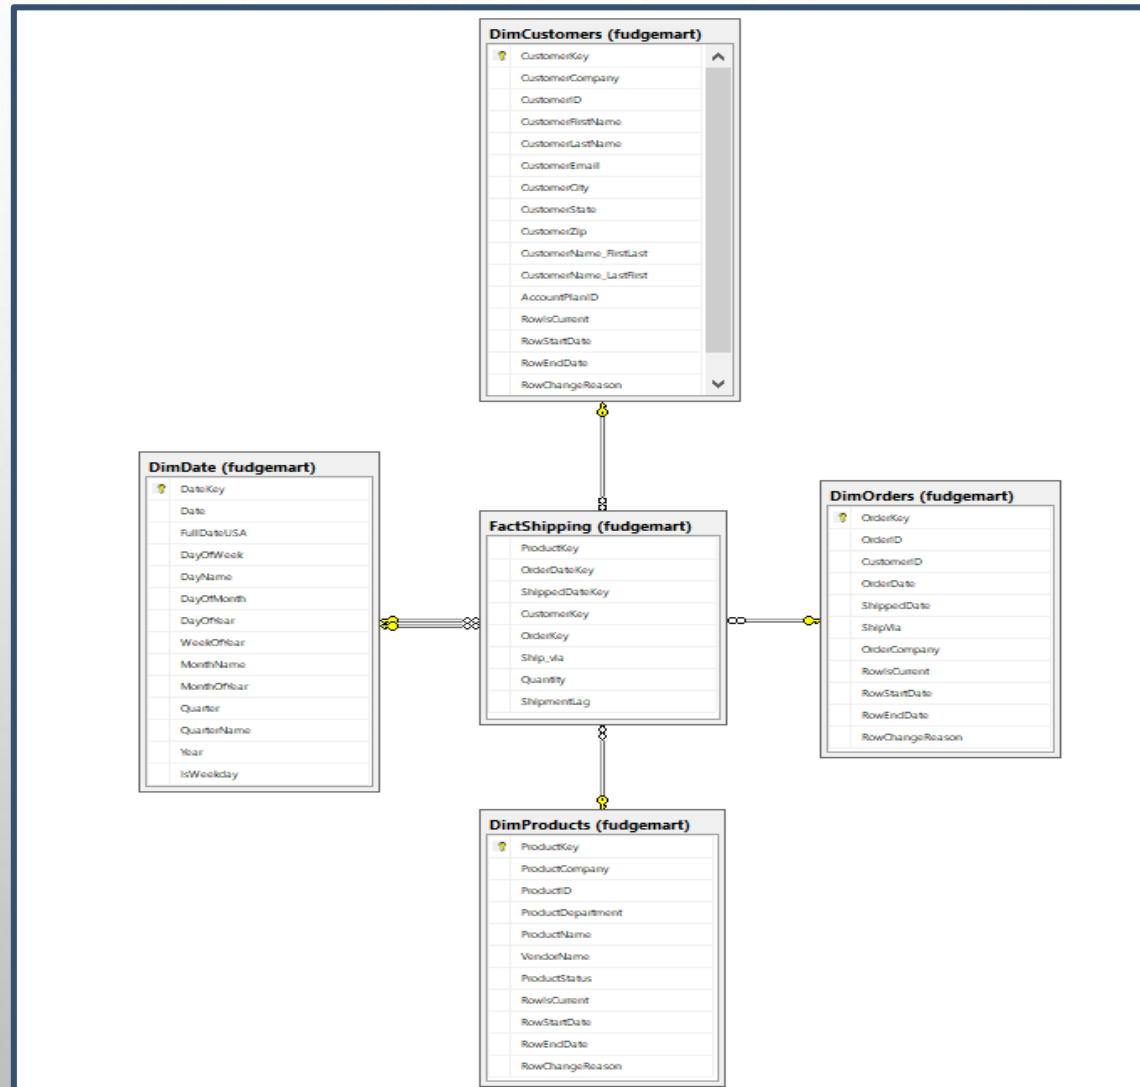 DimCustomers (fudgemart)
CustomerKey
CustomerCompany
CustomerID
CustomerFirstName
CustomerLastName
CustomerEmail
CustomerCity
CustomerState
CustomerZip
CustomerName_FirstLast
CustomerName_LastFirst
AccountPlanID
RowIsCurrent
RowStartDate
RowEndDate
RowChangeReason
DimDate (fudgemart)
DateKey
Date
FullDateUSA
DayOfWeek
DayName
DayOfMonth
DayOfYear
WeekOfYear
MonthName
MonthOfYear
Quarter
QuarterName
Year
IsWeekday
FactShipping (fudgemart)
ProductKey
OrderDateKey
ShippedDateKey
CustomerKey
OrderKey
Ship_via
Quantity
ShipmentLag
DimOrders (fudgemart)
OrderKey
OrderID
CustomerID
OrderDate
ShippedDate
ShipVia
OrderCompany
RowIsCurrent
RowStartDate
RowEndDate
RowChangeReason
DimProducts (fudgemart)
ProductKey
ProductCompany
ProductID
ProductDepartment
ProductName
VendorName
ProductStatus
RowIsCurrent
RowStartDate
RowEndDate
RowChangeReason